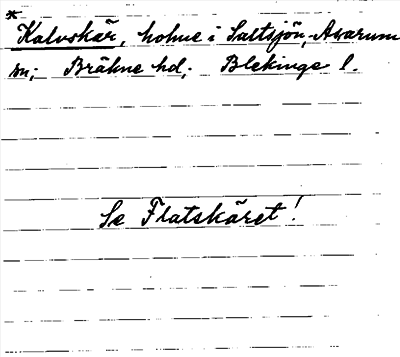 *
Kalvskär, holme i Saltsjön, Asarum
sn; Bräkne hd; Blekinge l.
Se Flatskäret!